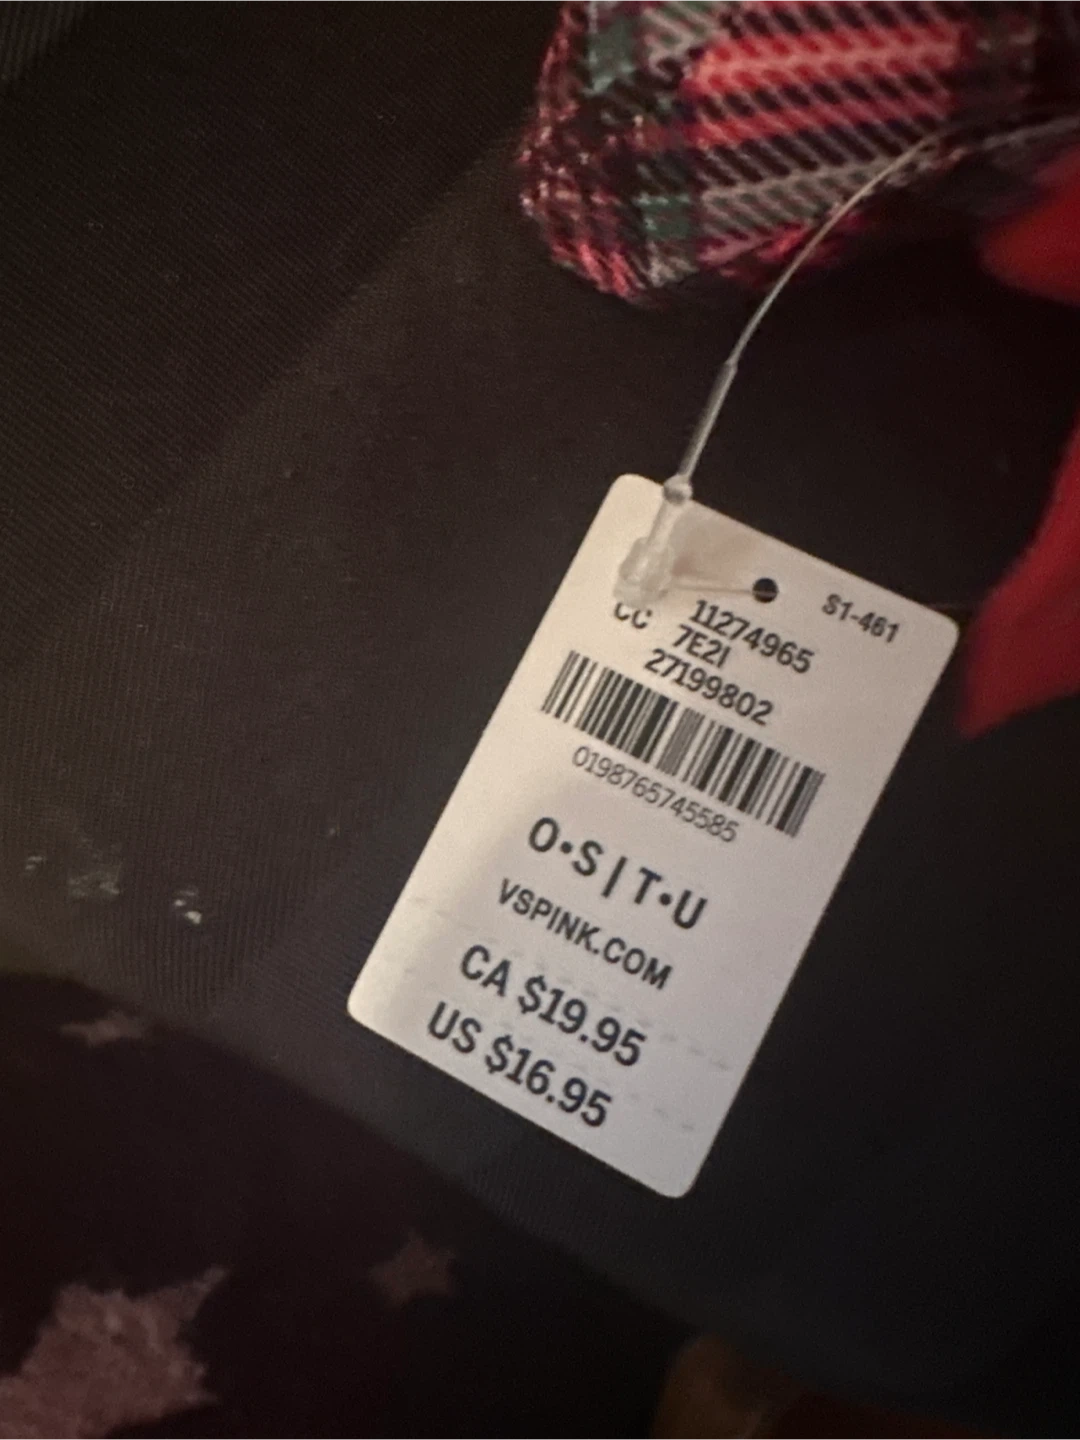 S1-461
CC 11274965
7E2I
27199802
0198765745585
O•S | T•U
VSPINK.COM
CA $19.95
US $16.95